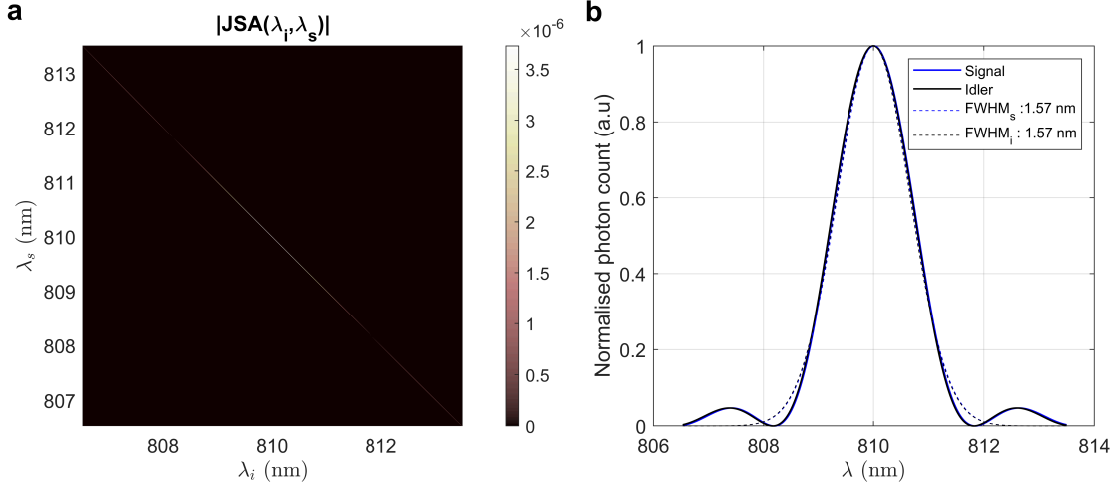 a
|JSA(λi,λs)|
×10-6
813
812
811
810
809
808
807
λs (nm)
808
810
812
λi (nm)
3.5
3
2.5
2
1.5
1
0.5
0
b
Normalised photon count (a.u)
1
0.8
0.6
0.4
0.2
0
806
808
810
812
814
λ (nm)
Signal
Idler
FWHMs :1.57 nm
FWHMi : 1.57 nm